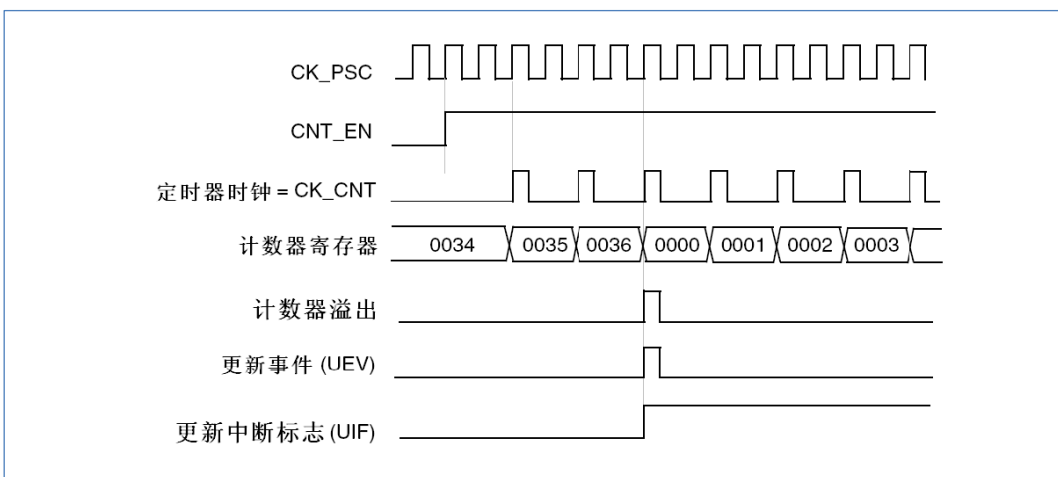 CK_PSC
CNT_EN
定时器时钟 = CK_CNT
计数器寄存器 0034 0035 0036 0000 0001 0002 0003
计数器溢出
更新事件 (UEV)
更新中断标志 (UIF)